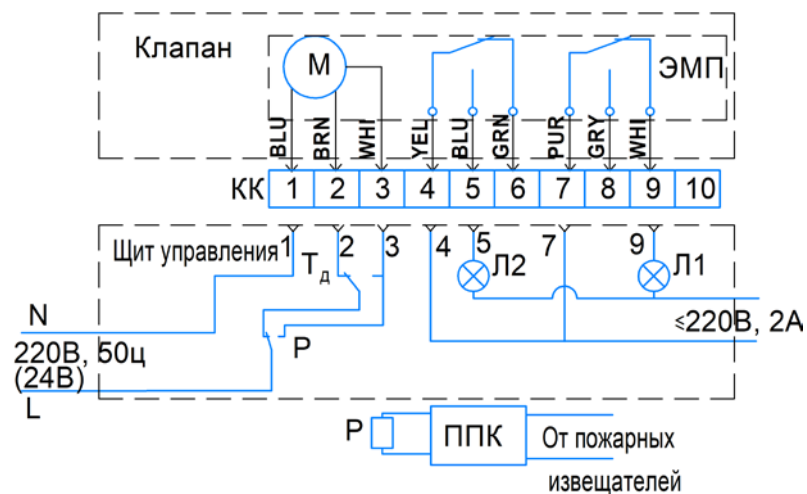 Клапан
М
ЭМП
BLU BRN WHI YEL BLU GRN PUR GRY WHI
КК 1 2 3 4 5 6 7 8 9 10
Щит управления 1 2 3 4 5 7 9
Тд Л2 Л1
N
≤220В, 2А
220В, 50ц Р
(24В)
L
Р ППК От пожарных
извещателей